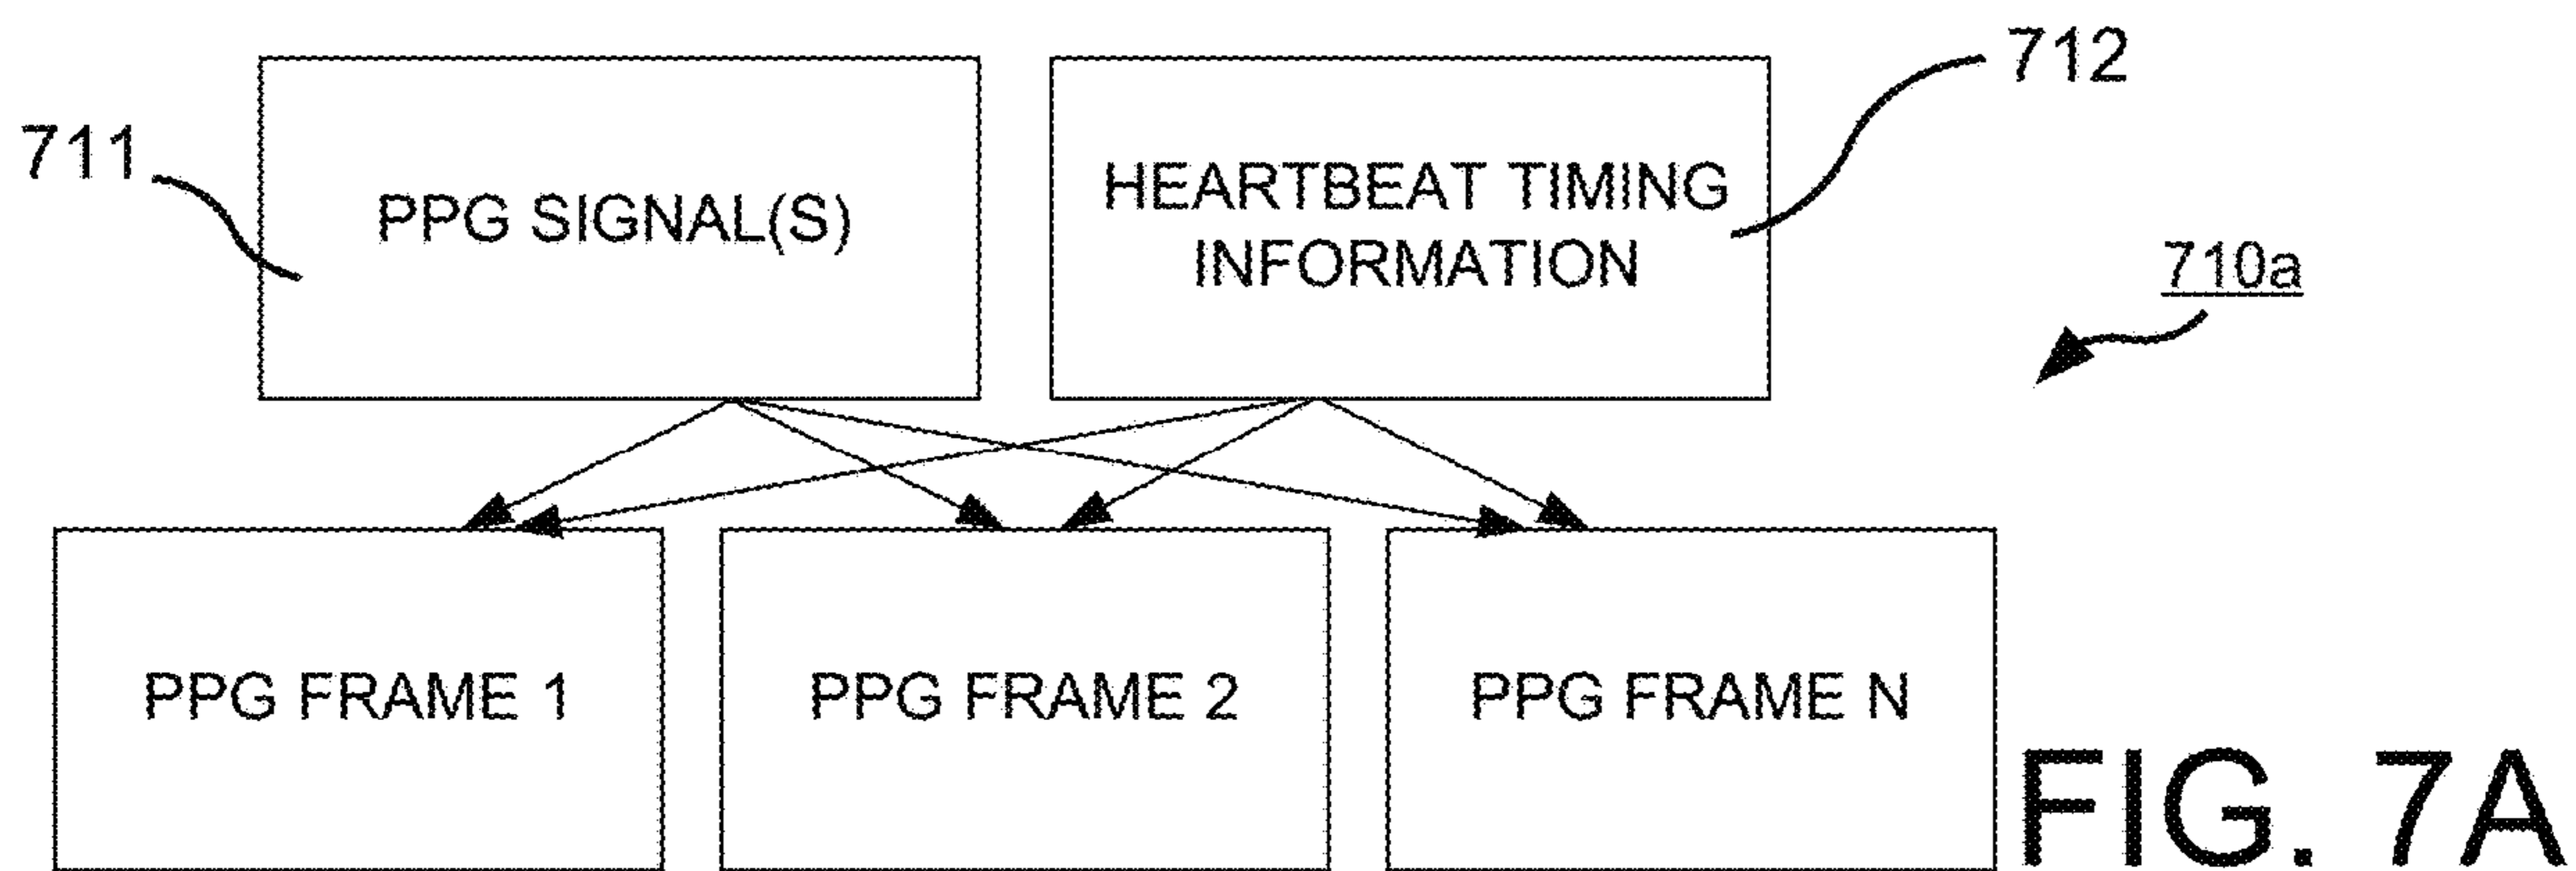 712
711
PPG SIGNAL(S)
HEARTBEAT TIMING
INFORMATION
710a
PPG FRAME 1
PPG FRAME 2
PPG FRAME N
FIG. 7A